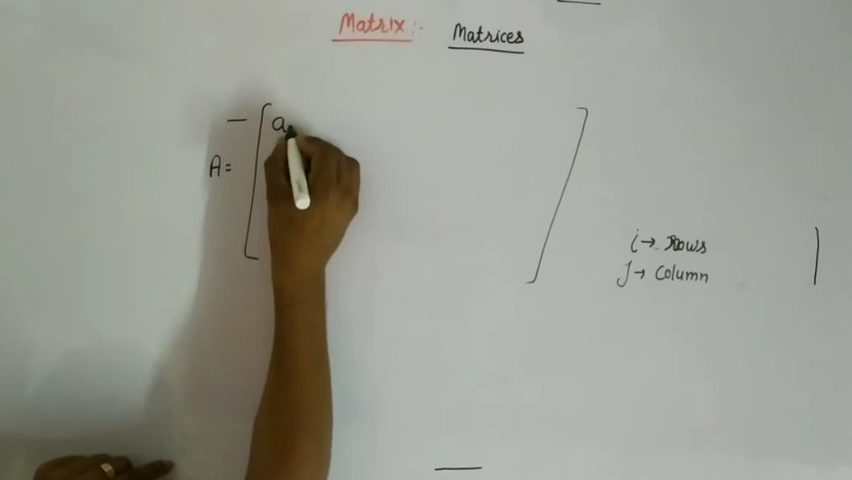 Matrix :- Matrices
a
A =
i → Rows
j → Column